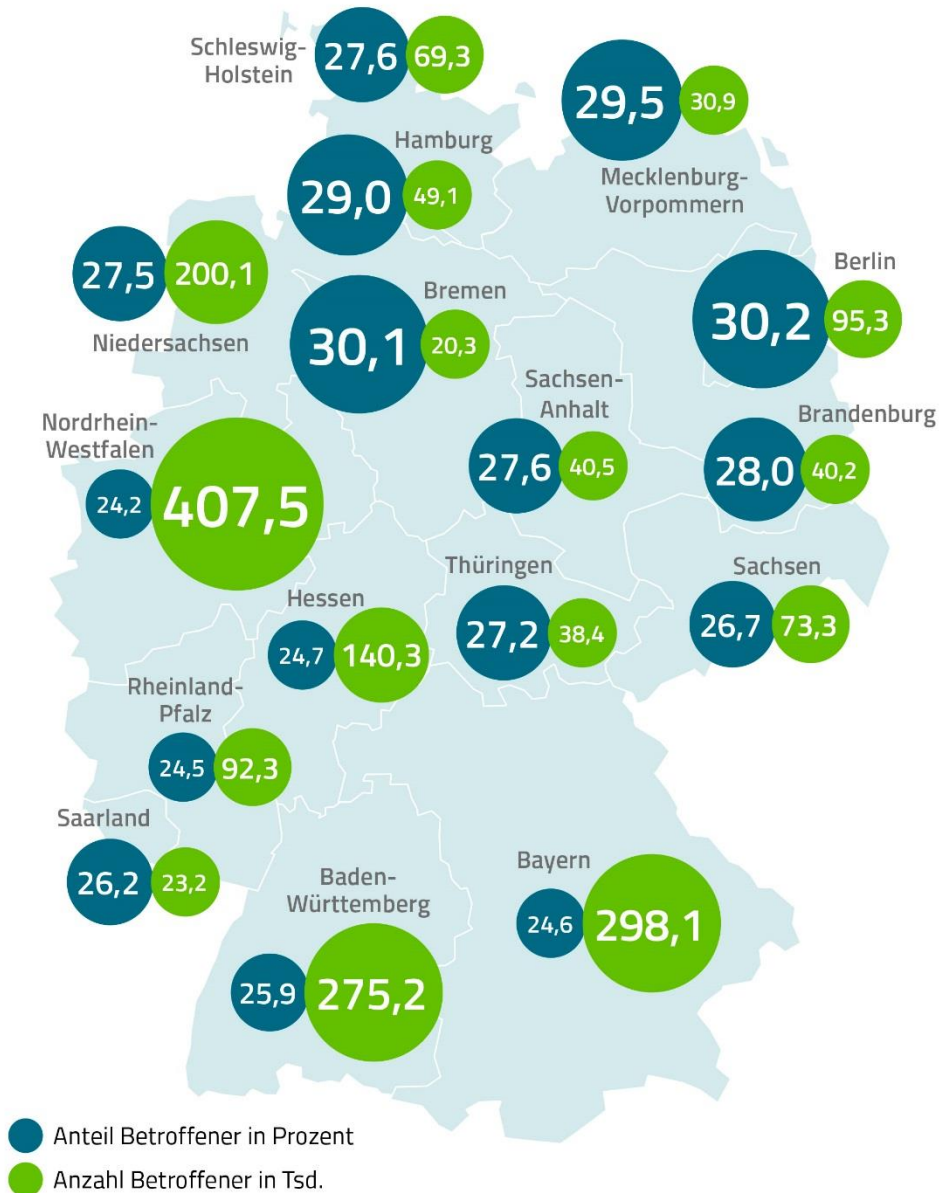 Schleswig-
Holstein
27,6 69,3
29,5 30,9
Mecklenburg-
Vorpommern
Hamburg
29,0 49,1
27,5 200,1
Niedersachsen
Bremen
30,1 20,3
Berlin
30,2 95,3
Nordrhein-
Westfalen
24,2 407,5
Sachsen-
Anhalt
27,6 40,5
Brandenburg
28,0 40,2
Hessen
24,7 140,3
Thüringen
27,2 38,4
Sachsen
26,7 73,3
Rheinland-
Pfalz
24,5 92,3
Saarland
26,2 23,2
Baden-
Württemberg
25,9 275,2
Bayern
24,6 298,1
Anteil Betroffener in Prozent
Anzahl Betroffener in Tsd.